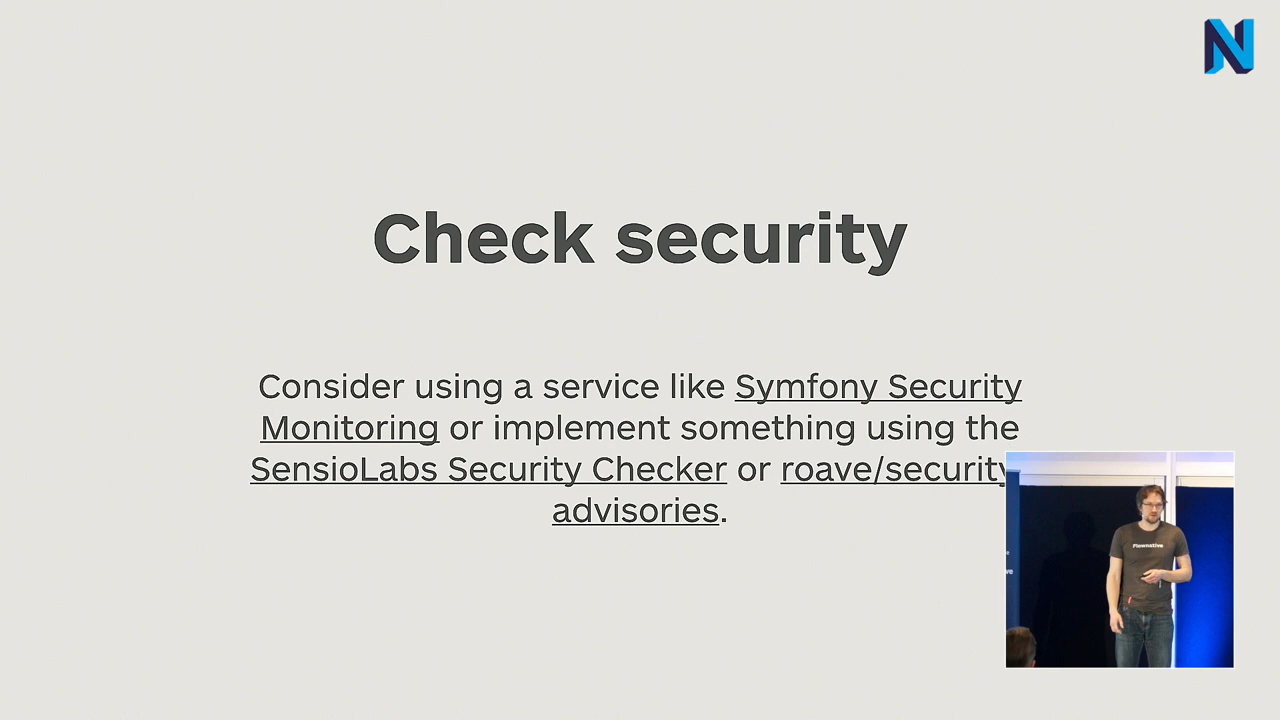 Check security
Consider using a service like Symfony Security
Monitoring or implement something using the
SensioLabs Security Checker or roave/security
advisories.
Flownative